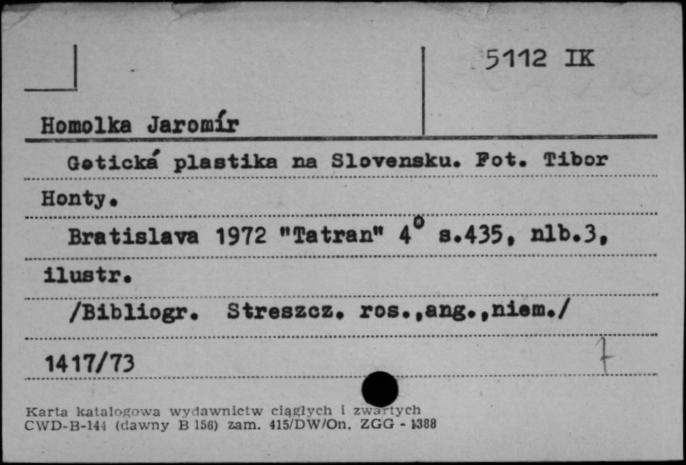 5112 IK
Homolka Jaromír
Gotická plastika na Slovensku. Fot. Tibor
Honty.
Bratislava 1972 "Tatran" 4° s.435, nlb.3,
ilustr.
/Bibliogr. Streszcz. ros.,ang.,niem./
1417/73
7
Karta katalogowa wydawnictw ciągłych i zwartych
CWD-B-144 (dawny B 156) zam. 415/DW/On. ZGG - 1388